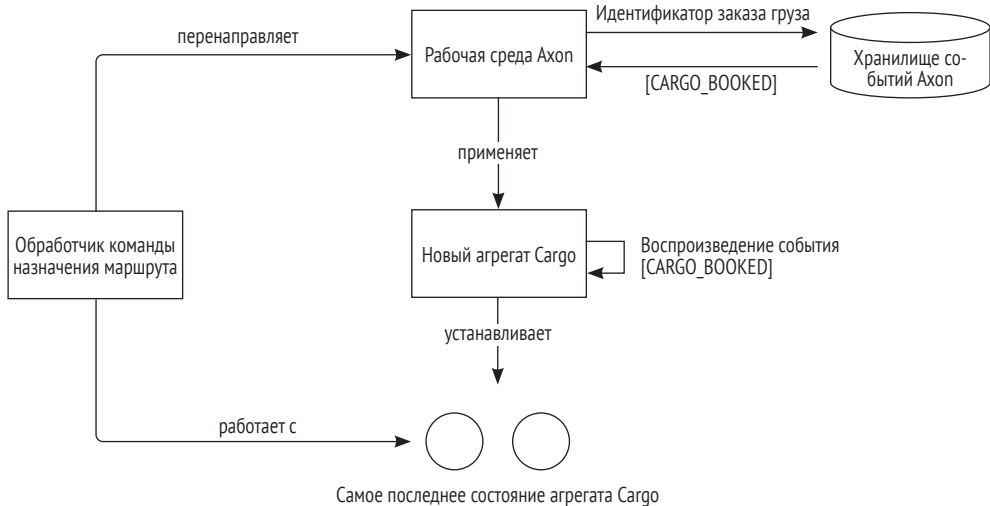 Идентификатор заказа груза
перенаправляет
Рабочая среда Axon
Хранилище со-
бытий Axon
[CARGO_BOOKED]
применяет
Обработчик команды
назначения маршрута
Новый агрегат Cargo
Воспроизведение события
[CARGO_BOOKED]
устанавливает
работает с
Самое последнее состояние агрегата Cargo